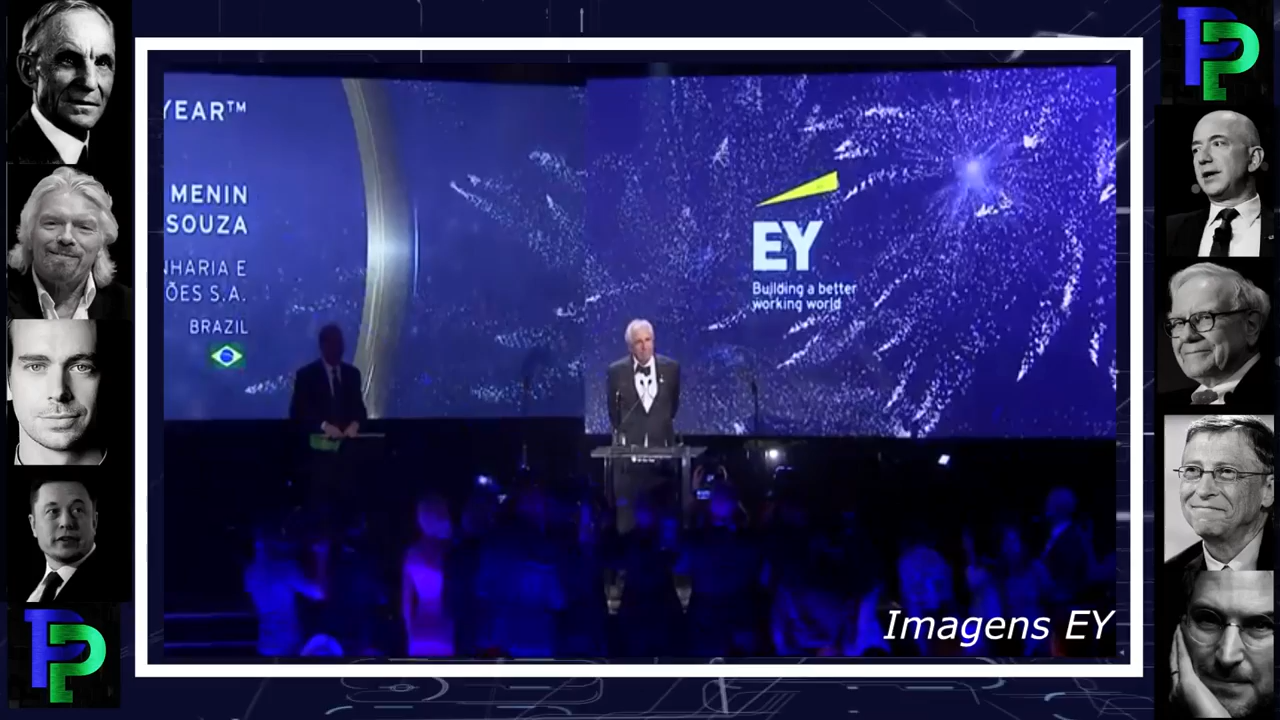 YEAR™
MENIN
SOUZA
NHARIA E
ÕES S.A.
BRAZIL
EY
Building a better
working world
Imagens EY